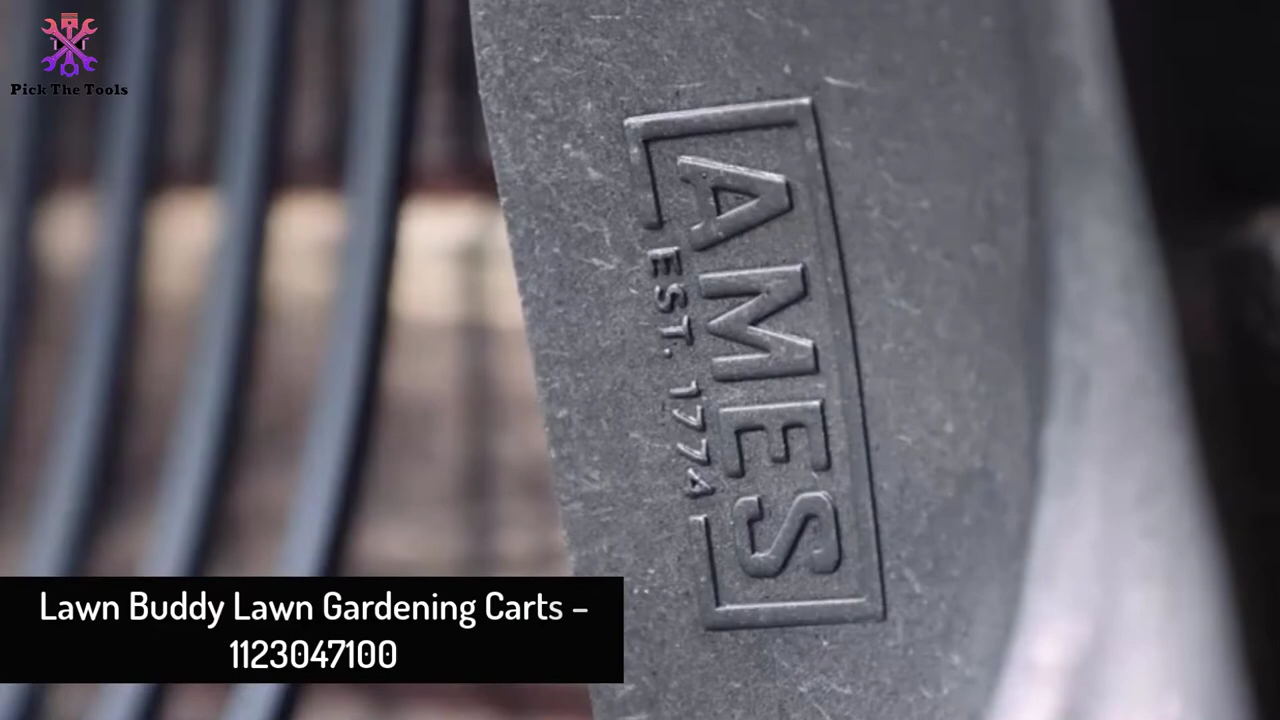 Pick The Tools
AMES
EST. 1774
Lawn Buddy Lawn Gardening Carts –
1123047100